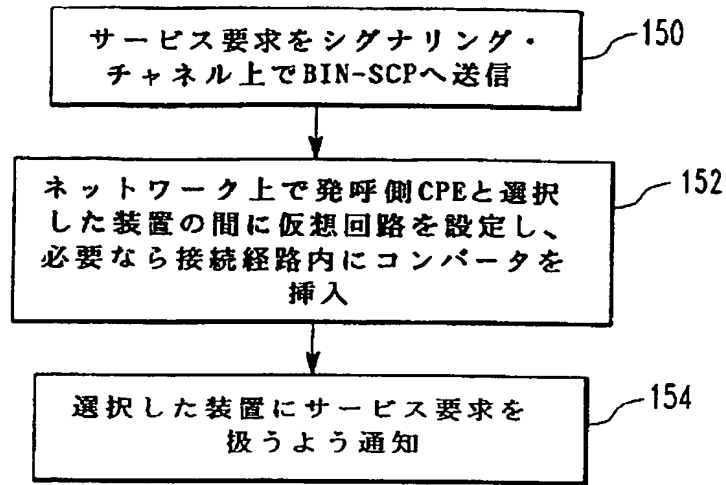 サービス要求をシグナリング・
チャネル上でBIN-SCPへ送信
150
ネットワーク上で発呼側CPEと選択
した装置の間に仮想回路を設定し、
必要なら接続経路内にコンバータを
挿入
152
選択した装置にサービス要求を
扱うよう通知
154